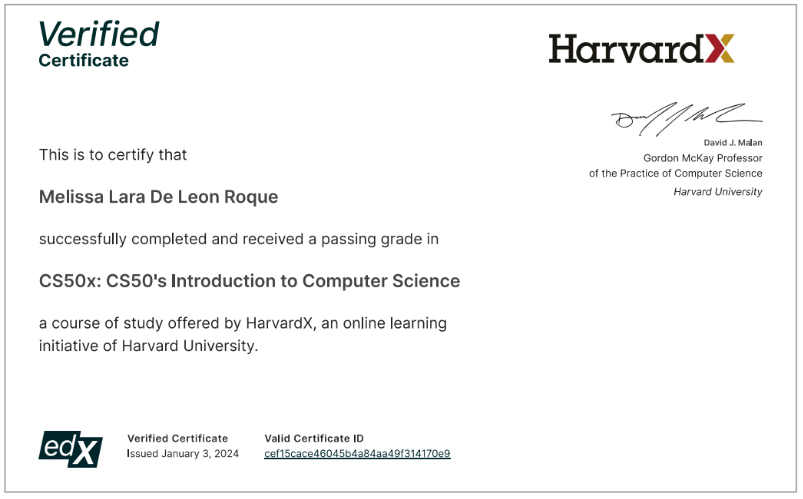 Verified
Certificate
HarvardX
David J. Malan
Gordon McKay Professor
of the Practice of Computer Science
Harvard University
This is to certify that
Melissa Lara De Leon Roque
successfully completed and received a passing grade in
CS50x: CS50's Introduction to Computer Science
a course of study offered by HarvardX, an online learning
initiative of Harvard University.
edX
Verified Certificate
Issued January 3, 2024
Valid Certificate ID
cef15cace46045b4a84aa49f314170e9